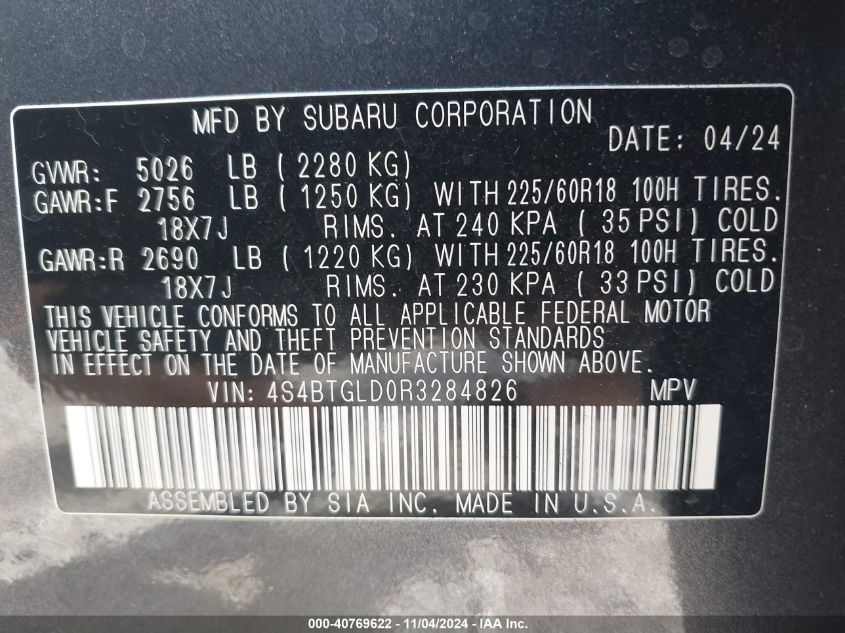 MFD BY SUBARU CORPORATION
DATE: 04/24
GVWR: 5026 LB ( 2280 KG)
GAWR:F 2756 LB ( 1250 KG) WITH 225/60R18 100H TIRES.
18X7J RIMS. AT 240 KPA ( 35 PSI) COLD
GAWR:R 2690 LB ( 1220 KG) WITH 225/60R18 100H TIRES.
18X7J RIMS. AT 230 KPA ( 33 PSI) COLD
THIS VEHICLE CONFORMS TO ALL APPLICABLE FEDERAL MOTOR
VEHICLE SAFETY AND THEFT PREVENTION STANDARDS
IN EFFECT ON THE DATE OF MANUFACTURE SHOWN ABOVE.
VIN: 4S4BTGLD0R3284826 MPV
ASSEMBLED BY SIA INC. MADE IN U.S.A.
000-40769622 - 11/04/2024 - IAA Inc.